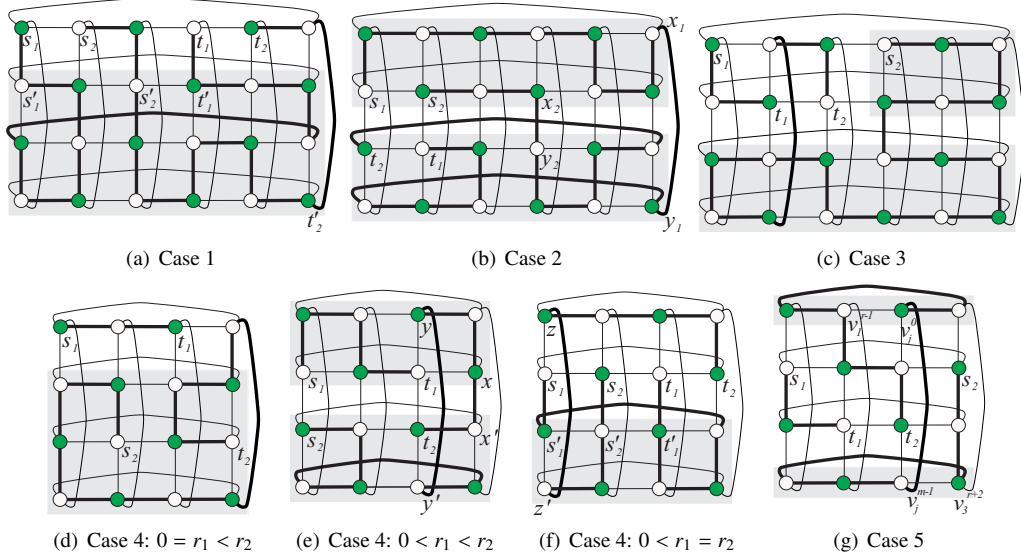 s₁ s₂ t₁ t₂
s′₁ s′₂ t′₁
t′₂
(a) Case 1
x₁
s₁ s₂ x₂
t₂ t₁ y₂
y₁
(b) Case 2
s₁ s₂
t₁ t₂
(c) Case 3
s₁ t₁
s₂ t₂
(d) Case 4: 0 = r₁ < r₂
y
s₁ t₁ x
s₂ t₂ x′
y′
(e) Case 4: 0 < r₁ < r₂
z
s₁ s₂ t₁ t₂
s′₁ s′₂ t′₁
z′
(f) Case 4: 0 < r₁ = r₂
v₁ʳ⁻¹ vⱼ⁰
s₁ s₂
t₁ t₂
vⱼᵐ⁻¹ v₃ʳ⁺²
(g) Case 5